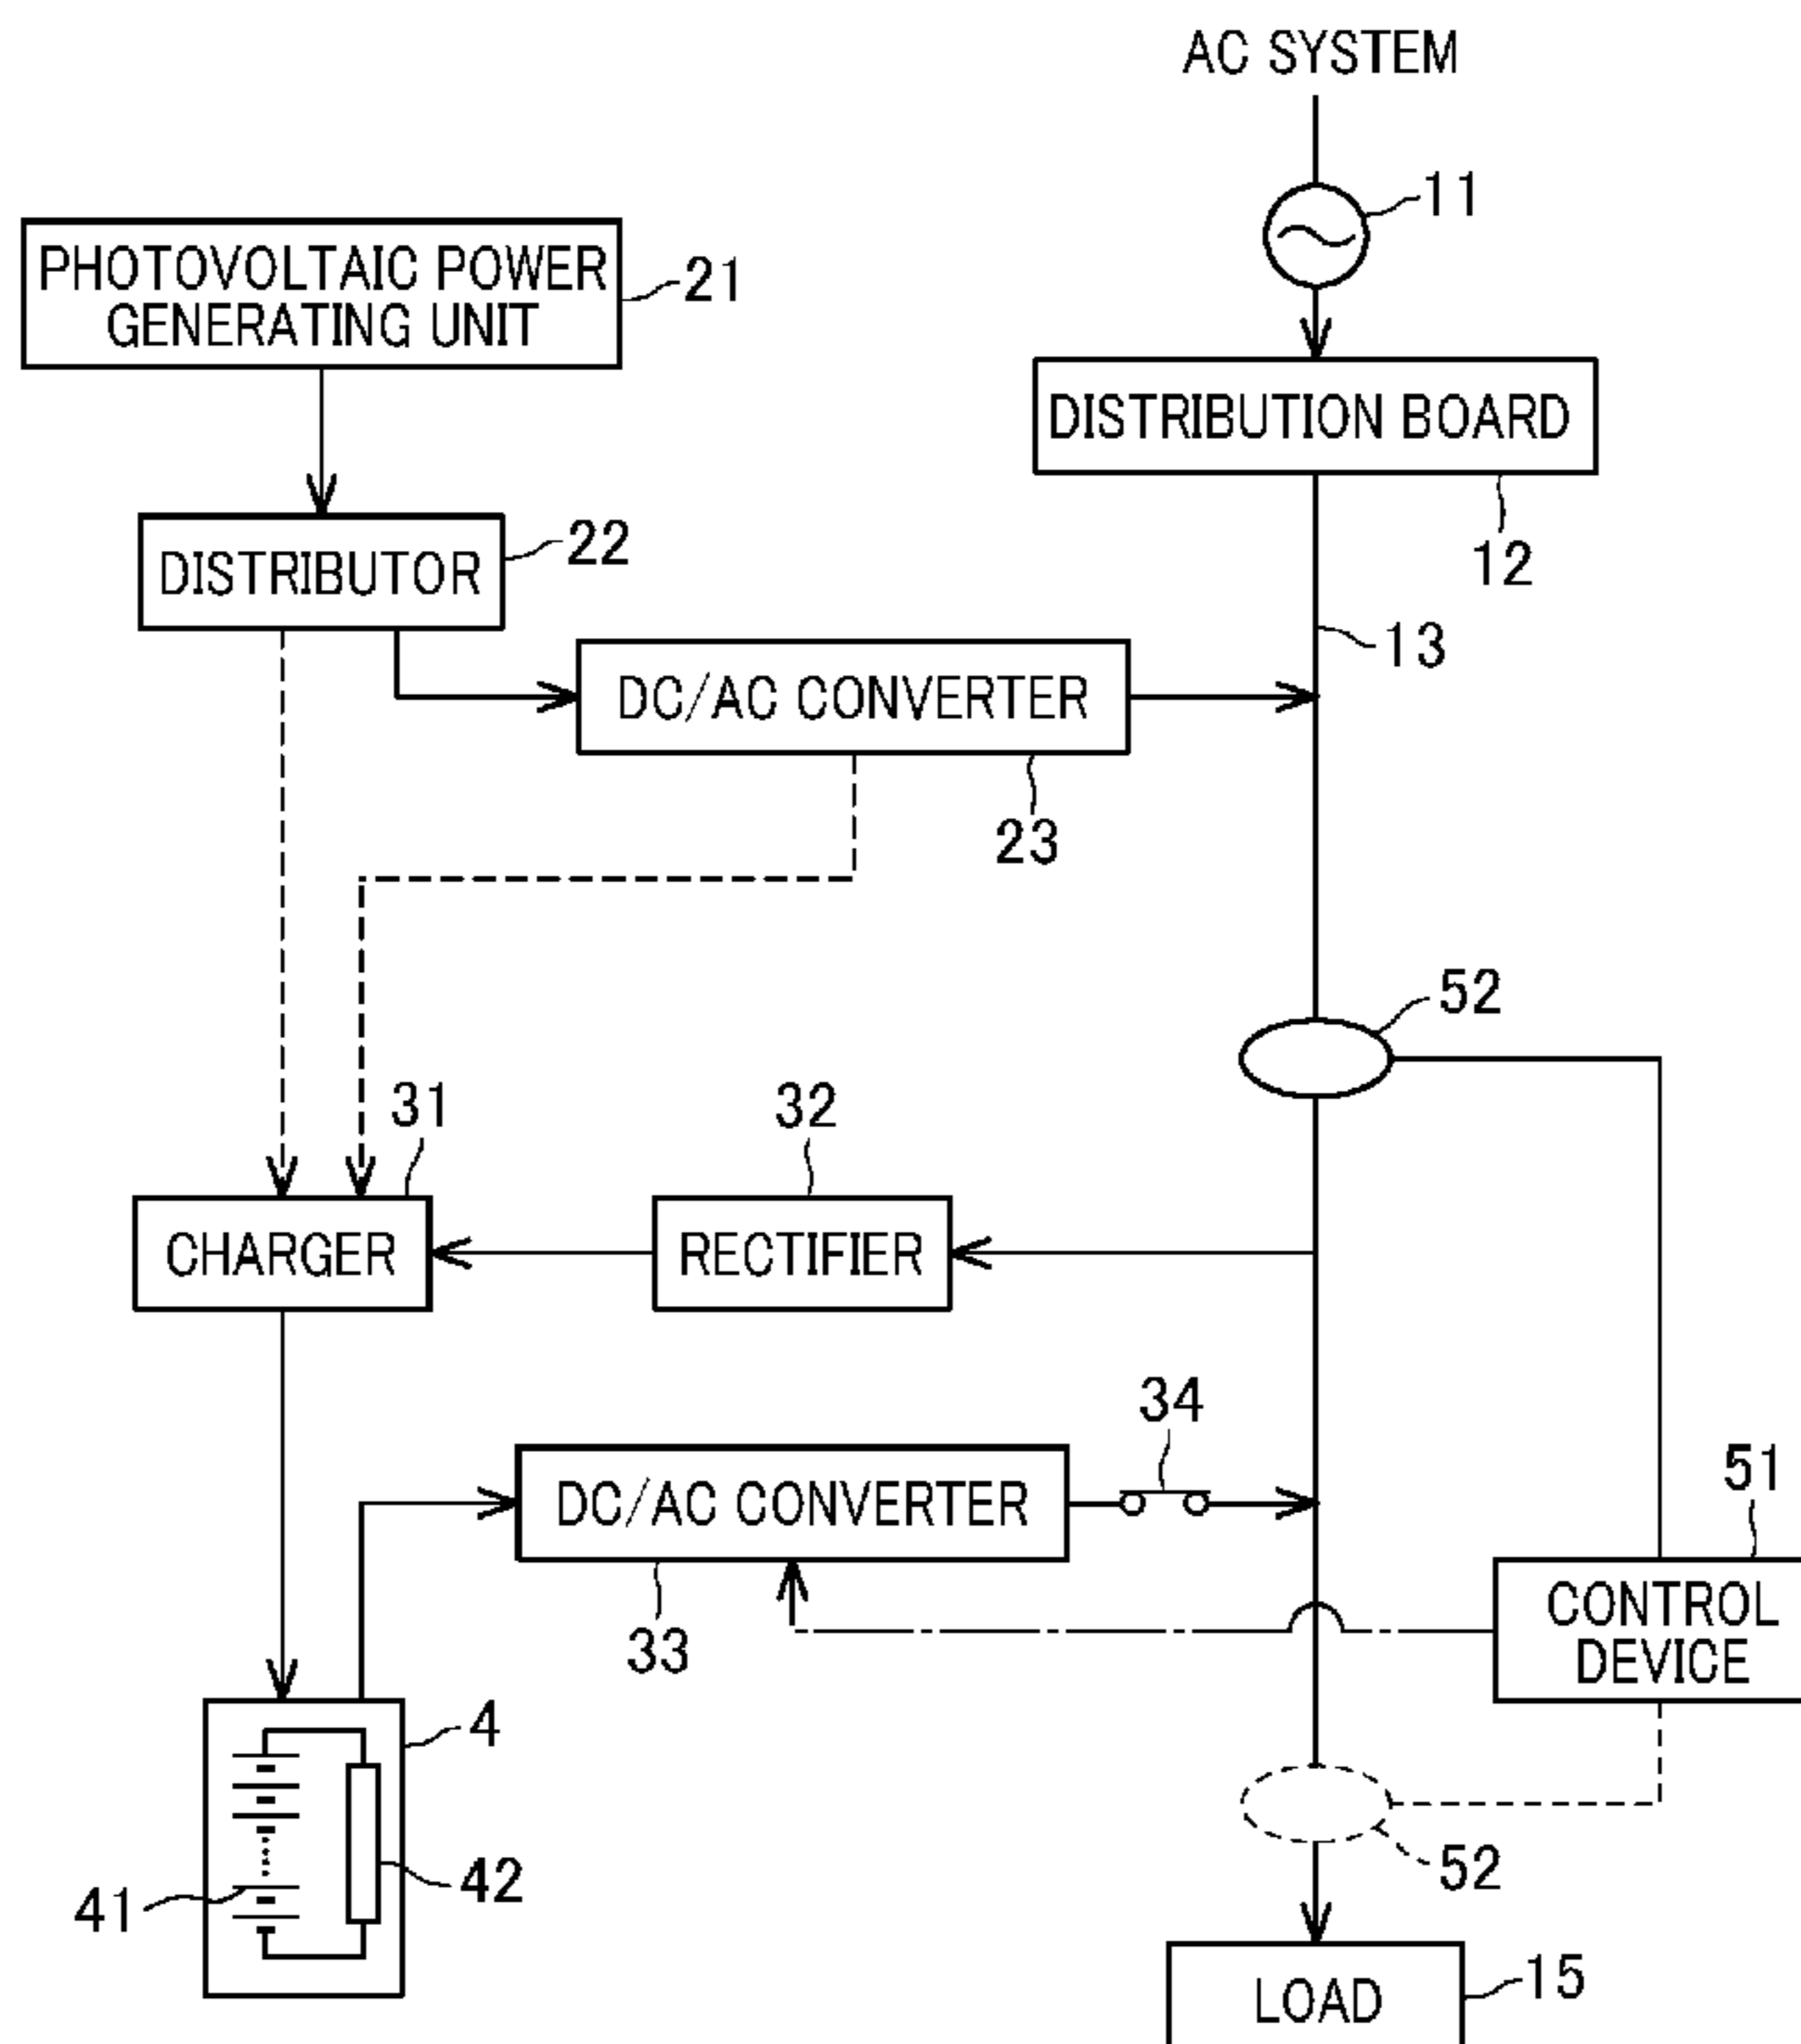 AC SYSTEM
11
PHOTOVOLTAIC POWER
GENERATING UNIT
21
DISTRIBUTION BOARD
12
DISTRIBUTOR
22
13
DC/AC CONVERTER
23
52
31
32
CHARGER
RECTIFIER
34
DC/AC CONVERTER
33
51
CONTROL
DEVICE
4
41
42
52
LOAD
15